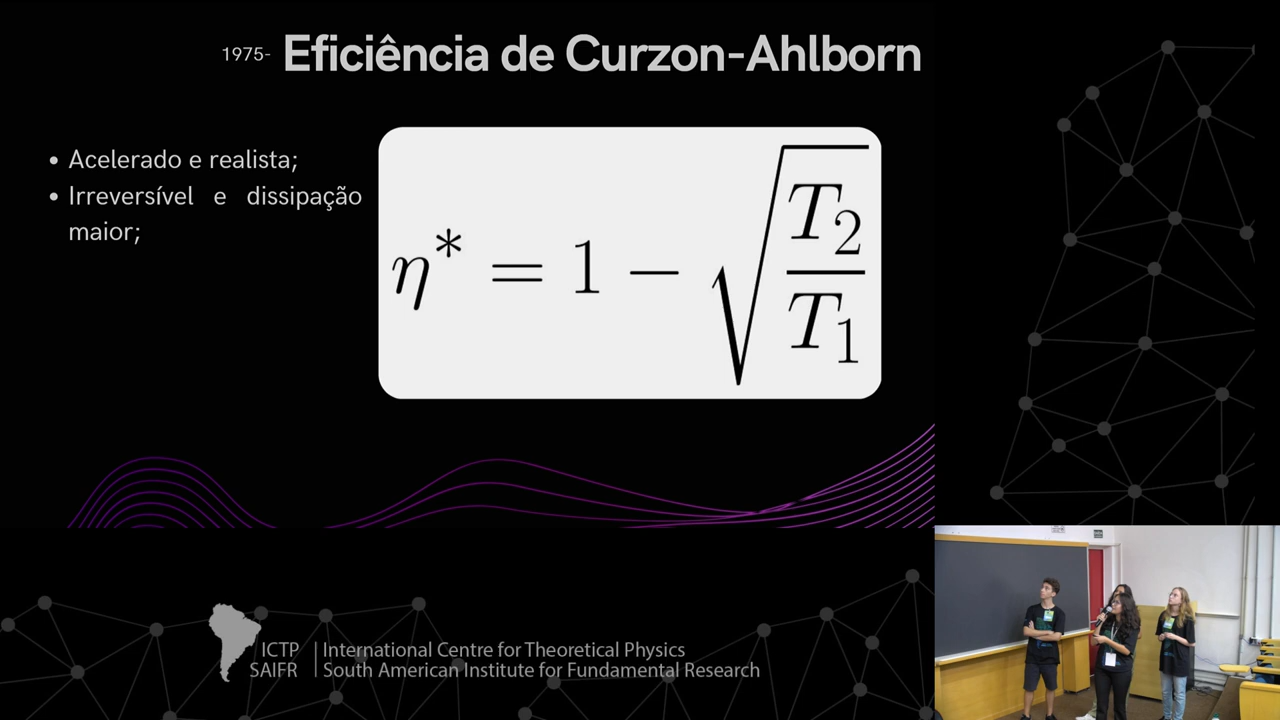 1975- Eficiência de Curzon-Ahlborn
• Acelerado e realista;
• Irreversível e dissipação
maior;
η* = 1 − √(T₂/T₁)
ICTP | International Centre for Theoretical Physics
SAIFR | South American Institute for Fundamental Research